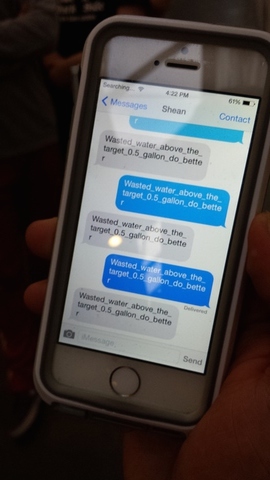 Searching...
4:22 PM
61%
Messages
Shean
Contact
r
Wasted_water_above_the_
target_0.5_gallon_do_bette
r
Wasted_water_above_the_
target_0.5_gallon_do_bette
r
Wasted_water_above_the_
target_0.5_gallon_do_bette
r
Wasted_water_above_the_
target_0.5_gallon_do_bette
r
Delivered
Wasted_water_above_the_
target_0.5_gallon_do_bette
r
iMessage
Send